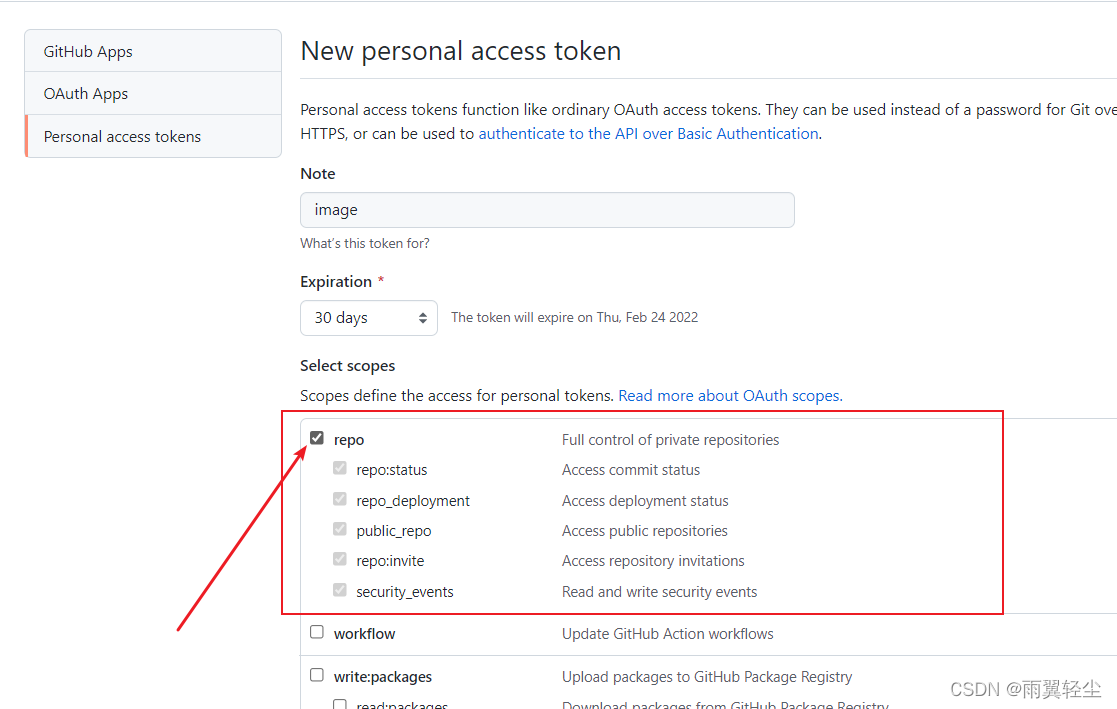 GitHub Apps
OAuth Apps
Personal access tokens
New personal access token
Personal access tokens function like ordinary OAuth access tokens. They can be used instead of a password for Git ove
HTTPS, or can be used to authenticate to the API over Basic Authentication.
Note
image
What's this token for?
Expiration *
30 days The token will expire on Thu, Feb 24 2022
Select scopes
Scopes define the access for personal tokens. Read more about OAuth scopes.
repo Full control of private repositories
repo:status Access commit status
repo_deployment Access deployment status
public_repo Access public repositories
repo:invite Access repository invitations
security_events Read and write security events
workflow Update GitHub Action workflows
write:packages Upload packages to GitHub Package Registry
read:packages Download packages from GitHub Package Registry
CSDN @雨翼轻尘